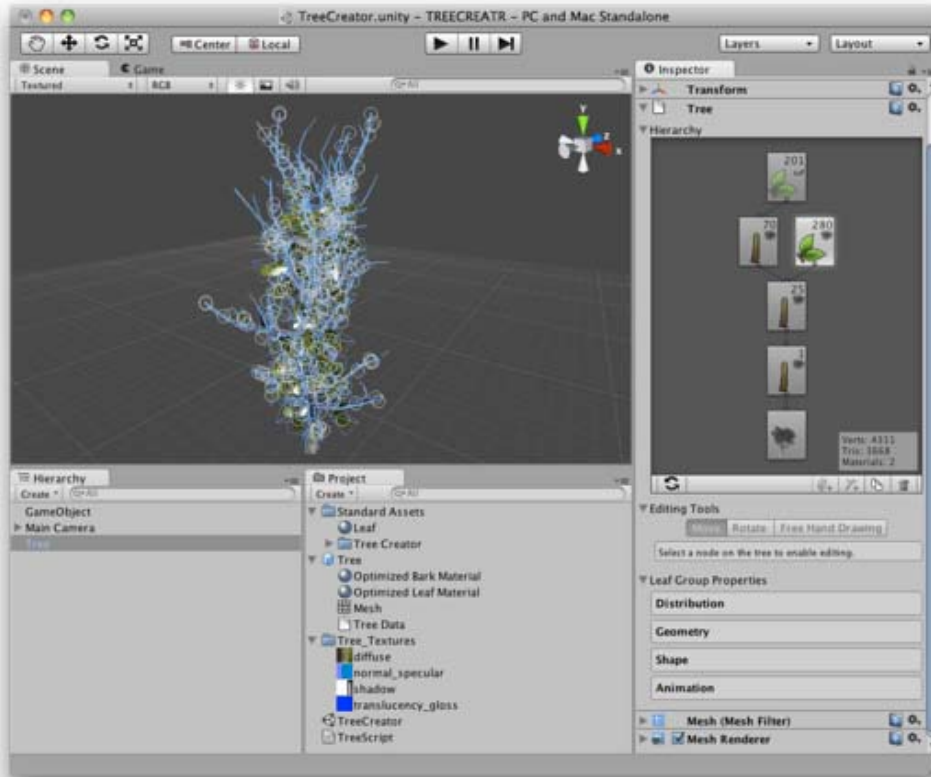 TreeCreator.unity – TREECREATR – PC and Mac Standalone
Center Local Layers Layout
Scene Game
Textured RGB All
Y
Z
X
Inspector
Transform
Tree
Hierarchy
201
70 280
25
1
Verts: 4311
Tris: 3668
Materials: 2
Editing Tools
Move Rotate Free Hand Drawing
Select a node on the tree to enable editing.
Leaf Group Properties
Distribution
Geometry
Shape
Animation
Mesh (Mesh Filter)
Mesh Renderer
Hierarchy
Create All
GameObject
Main Camera
Tree
Project
Create All
Standard Assets
Leaf
Tree Creator
Tree
Optimized Bark Material
Optimized Leaf Material
Mesh
Tree Data
Tree_Textures
diffuse
normal_specular
shadow
translucency_gloss
TreeCreator
TreeScript